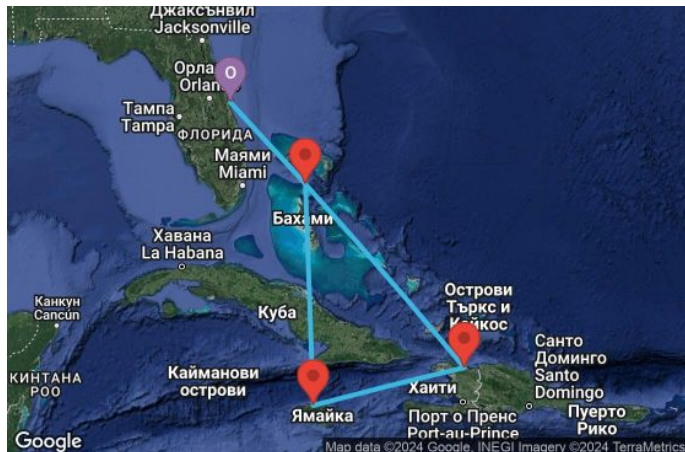 Джаксънвил
Jacksonville
O
Орла
Orlando
Тампа
Tampa
ФЛОРИДА
Маями
Miami
Бахами
Хавана
La Habana
Канкун
Cancún
Куба
Острови
Търкс и
Кайкос
КИНТАНА
РОО
Кайманови
острови
Ямайка
Хаити
Порт о Пренс
Port-au-Prince
Санто
Доминго
Santo
Domingo
Пуерто
Рико
Google
Map data ©2024 Google, INEGI Imagery ©2024 TerraMetrics